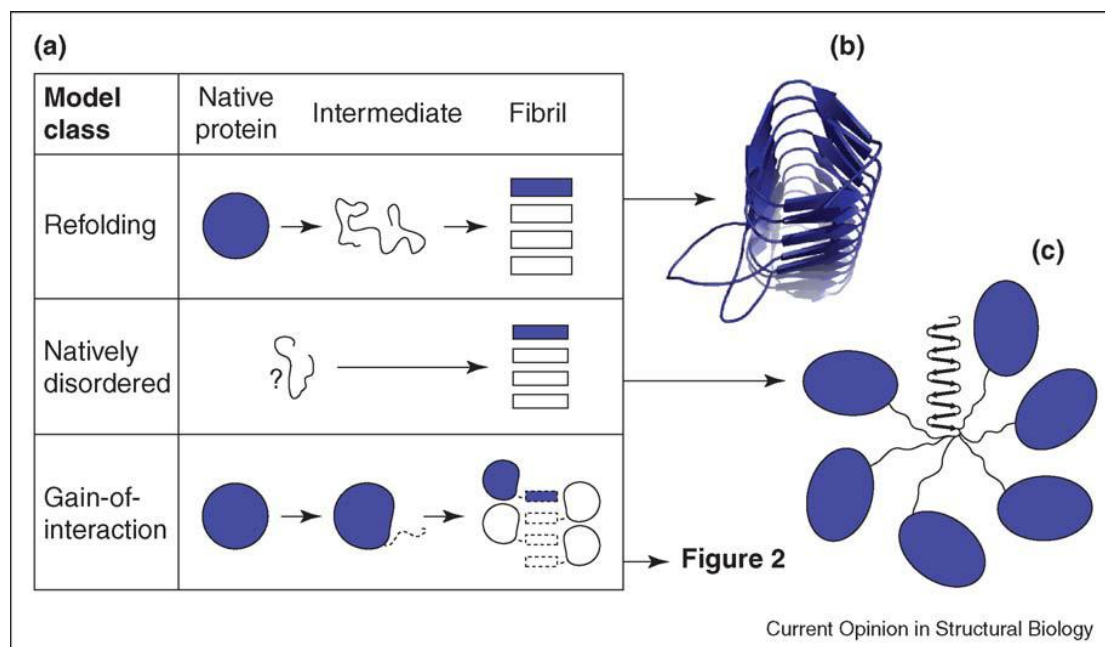 (a)
Model
class
Native
protein
Intermediate
Fibril
Refolding
Natively
disordered
?
Gain-of-
interaction
(b)
(c)
Figure 2
Current Opinion in Structural Biology